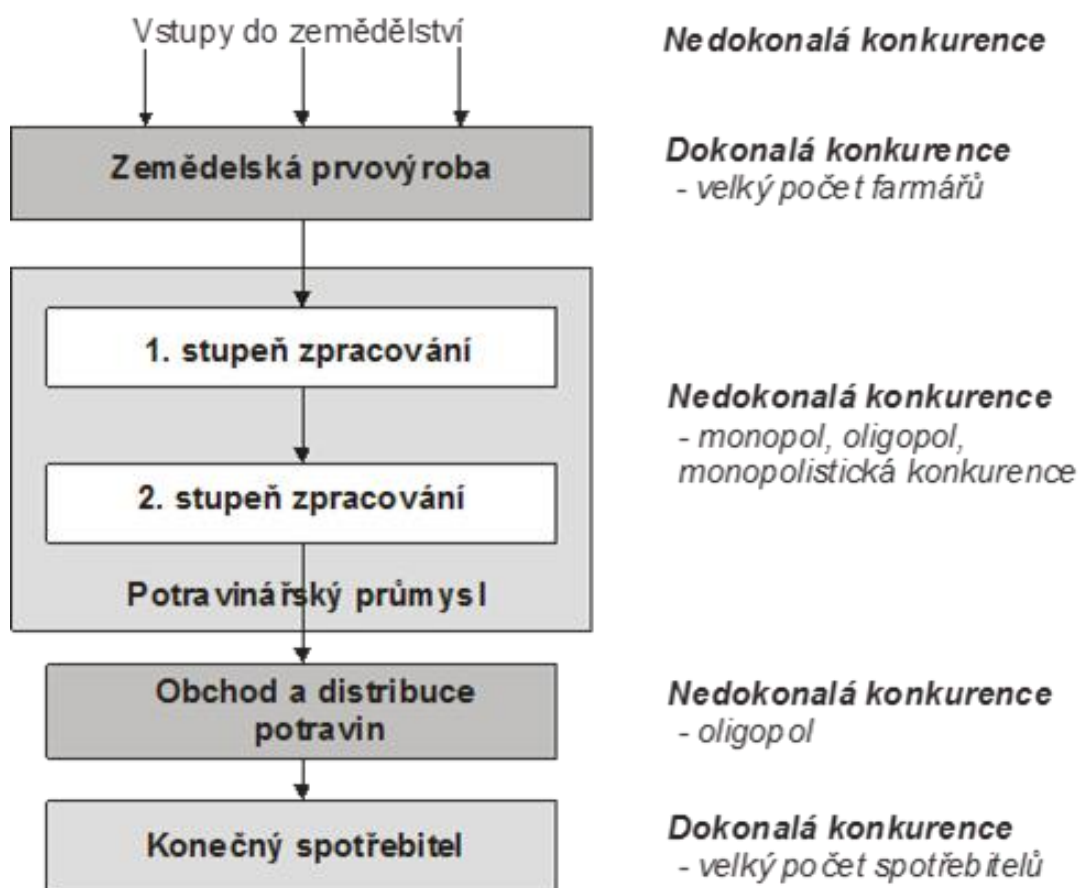 Vstupy do zemědělství
Nedokonalá konkurence
Zemědelská prvovýroba
Dokonalá konkurence
- velký počet farmářů
1. stupeň zpracování
Nedokonalá konkurence
- monopol, oligopol,
monopolistická konkurence
2. stupeň zpracování
Potravinářský průmysl
Obchod a distribuce
potravin
Nedokonalá konkurence
- oligopol
Konečný spotřebitel
Dokonalá konkurence
- velký počet spotřebitelů